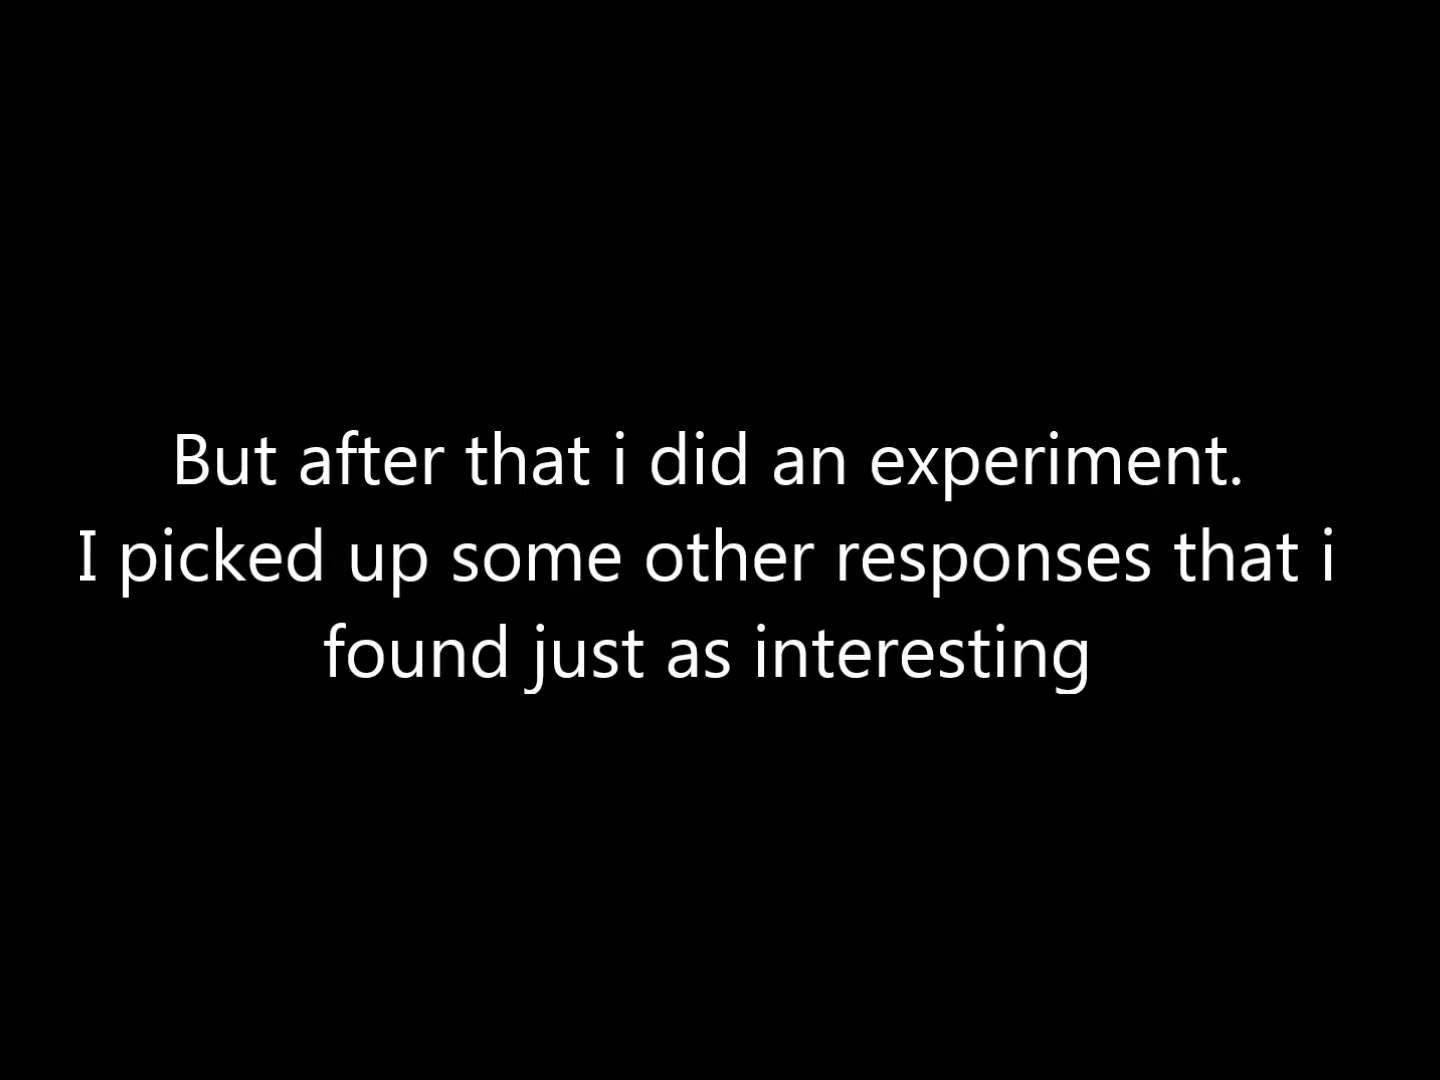 But after that i did an experiment.
I picked up some other responses that i
found just as interesting